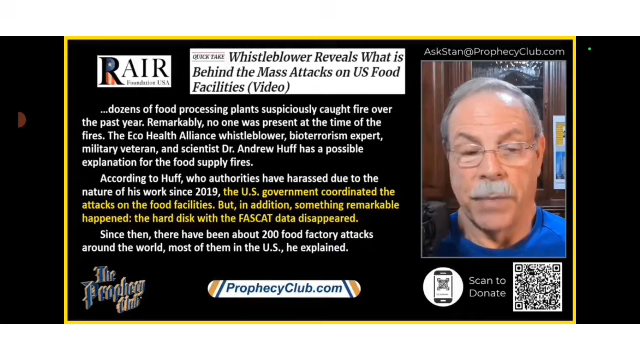 RAIR
Foundation USA
QUICK TAKE Whistleblower Reveals What is
Behind the Mass Attacks on US Food
Facilities (Video)
AskStan@ProphecyClub.com
…dozens of food processing plants suspiciously caught fire over
the past year. Remarkably, no one was present at the time of the
fires. The Eco Health Alliance whistleblower, bioterrorism expert,
military veteran, and scientist Dr. Andrew Huff has a possible
explanation for the food supply fires.
According to Huff, who authorities have harassed due to the
nature of his work since 2019, the U.S. government coordinated the
attacks on the food facilities. But, in addition, something remarkable
happened: the hard disk with the FASCAT data disappeared.
Since then, there have been about 200 food factory attacks
around the world, most of them in the U.S., he explained.
The
Prophecy
Club
ProphecyClub.com
Scan to
Donate